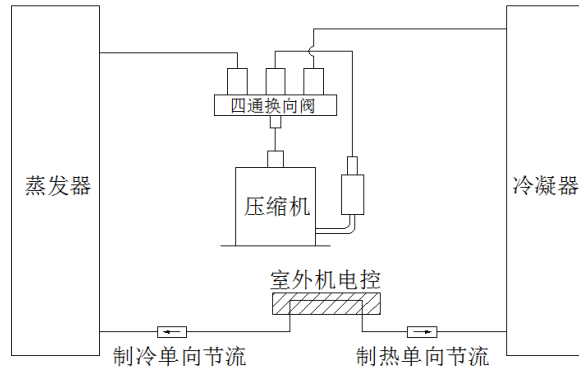 四通换向阀
蒸发器
压缩机
冷凝器
室外机电控
制冷单向节流
制热单向节流